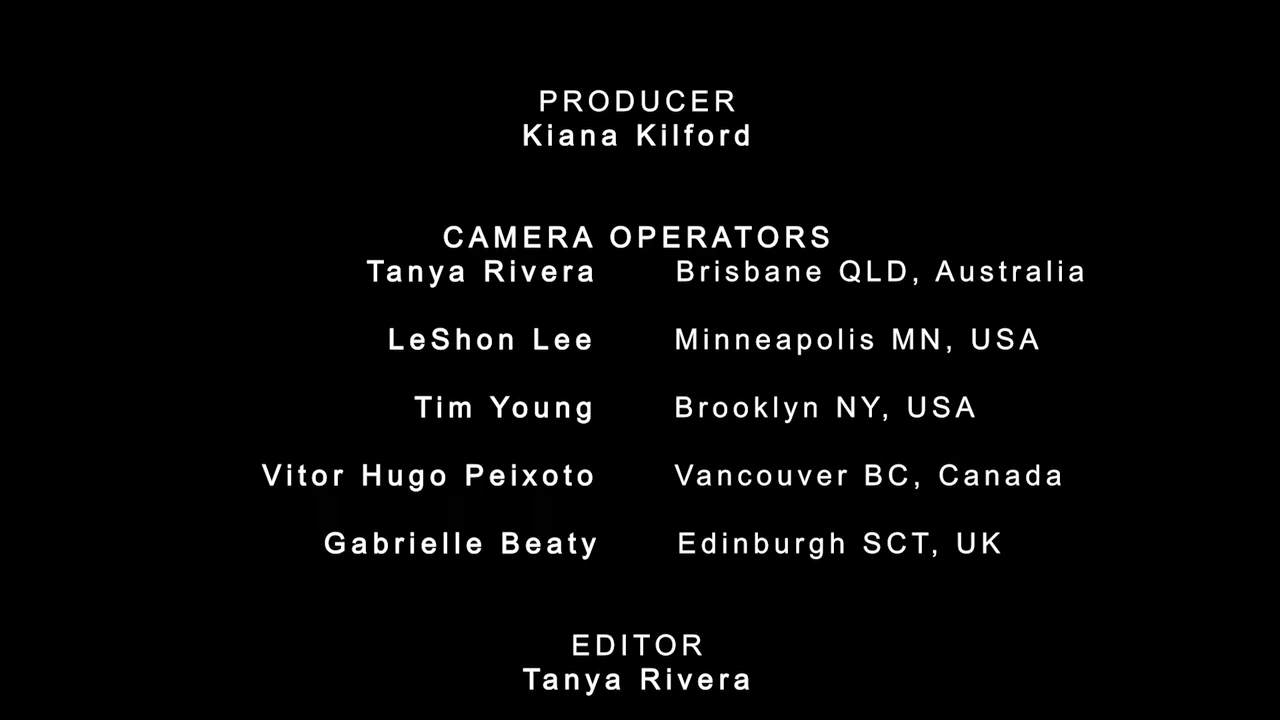 PRODUCER
Kiana Kilford
CAMERA OPERATORS
Tanya Rivera Brisbane QLD, Australia
LeShon Lee Minneapolis MN, USA
Tim Young Brooklyn NY, USA
Vitor Hugo Peixoto Vancouver BC, Canada
Gabrielle Beaty Edinburgh SCT, UK
EDITOR
Tanya Rivera